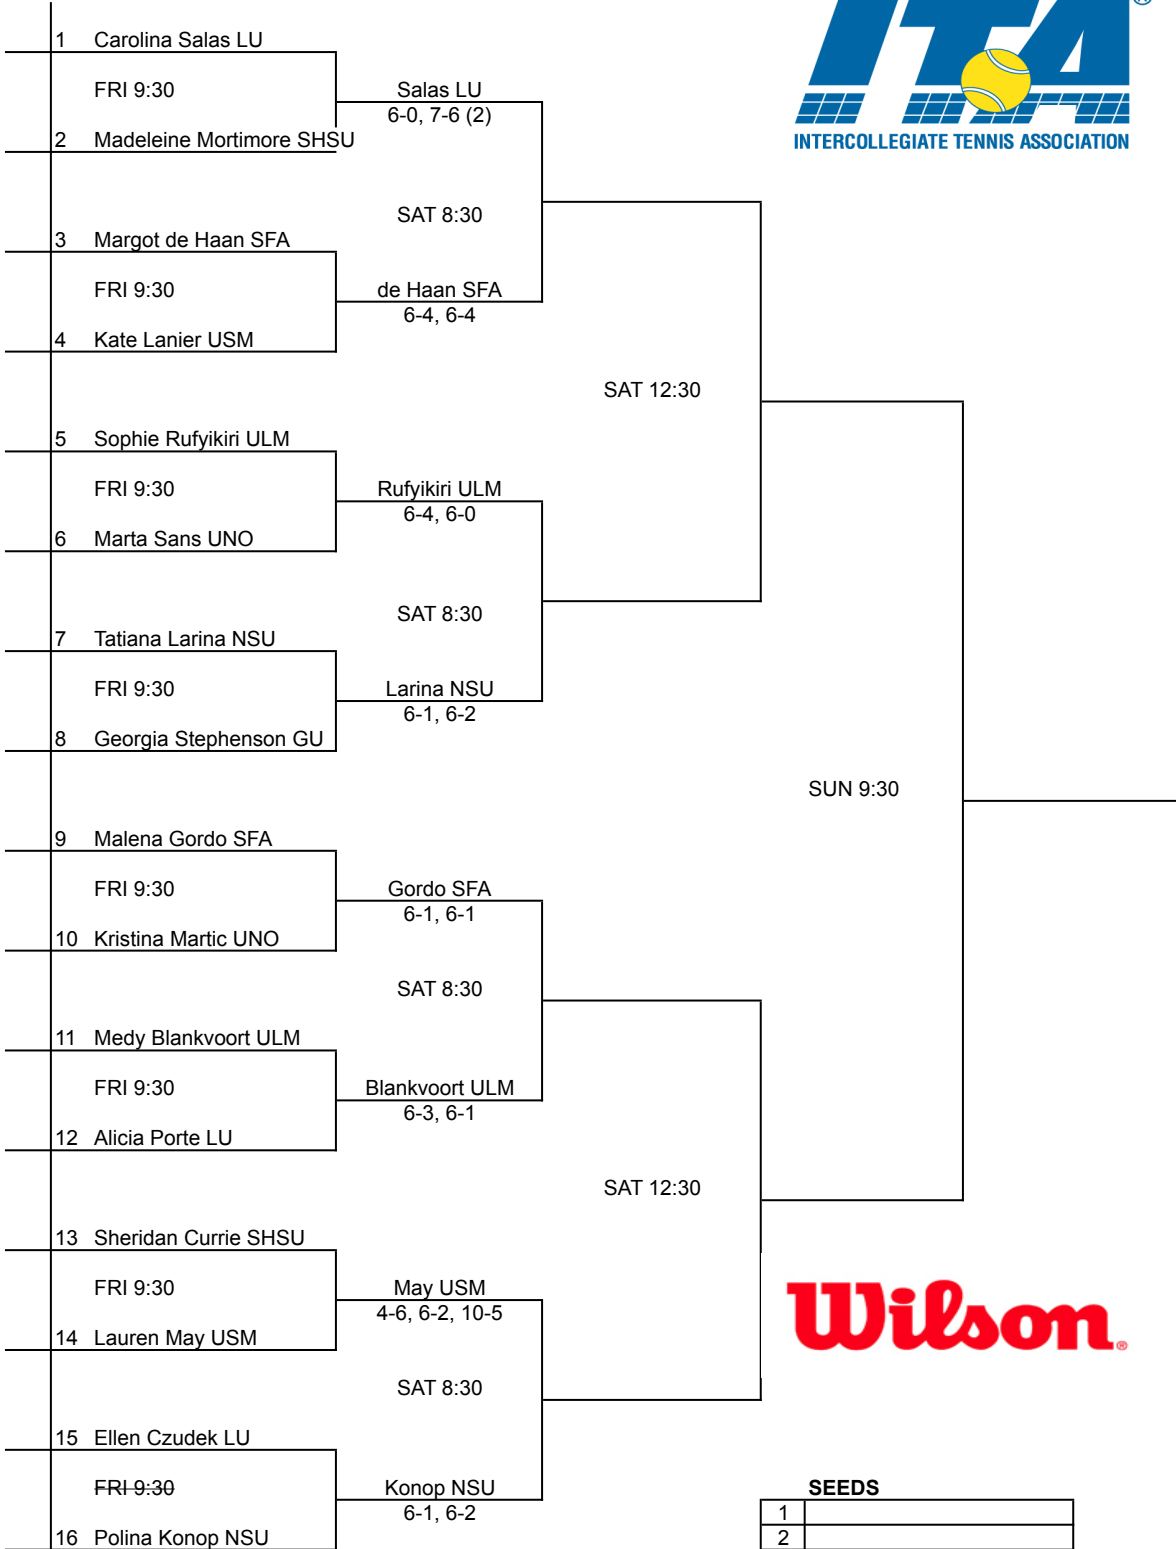 ITA
®
INTERCOLLEGIATE TENNIS ASSOCIATION
1 Carolina Salas LU
FRI 9:30
Salas LU
6-0, 7-6 (2)
2 Madeleine Mortimore SHSU
SAT 8:30
3 Margot de Haan SFA
FRI 9:30
de Haan SFA
6-4, 6-4
4 Kate Lanier USM
SAT 12:30
5 Sophie Rufyikiri ULM
FRI 9:30
Rufyikiri ULM
6-4, 6-0
6 Marta Sans UNO
SAT 8:30
7 Tatiana Larina NSU
FRI 9:30
Larina NSU
6-1, 6-2
8 Georgia Stephenson GU
SUN 9:30
9 Malena Gordo SFA
FRI 9:30
Gordo SFA
6-1, 6-1
10 Kristina Martic UNO
SAT 8:30
11 Medy Blankvoort ULM
FRI 9:30
Blankvoort ULM
6-3, 6-1
12 Alicia Porte LU
SAT 12:30
13 Sheridan Currie SHSU
FRI 9:30
May USM
4-6, 6-2, 10-5
14 Lauren May USM
Wilson®
SAT 8:30
15 Ellen Czudek LU
FRI 9:30
Konop NSU
6-1, 6-2
16 Polina Konop NSU
SEEDS
1
2